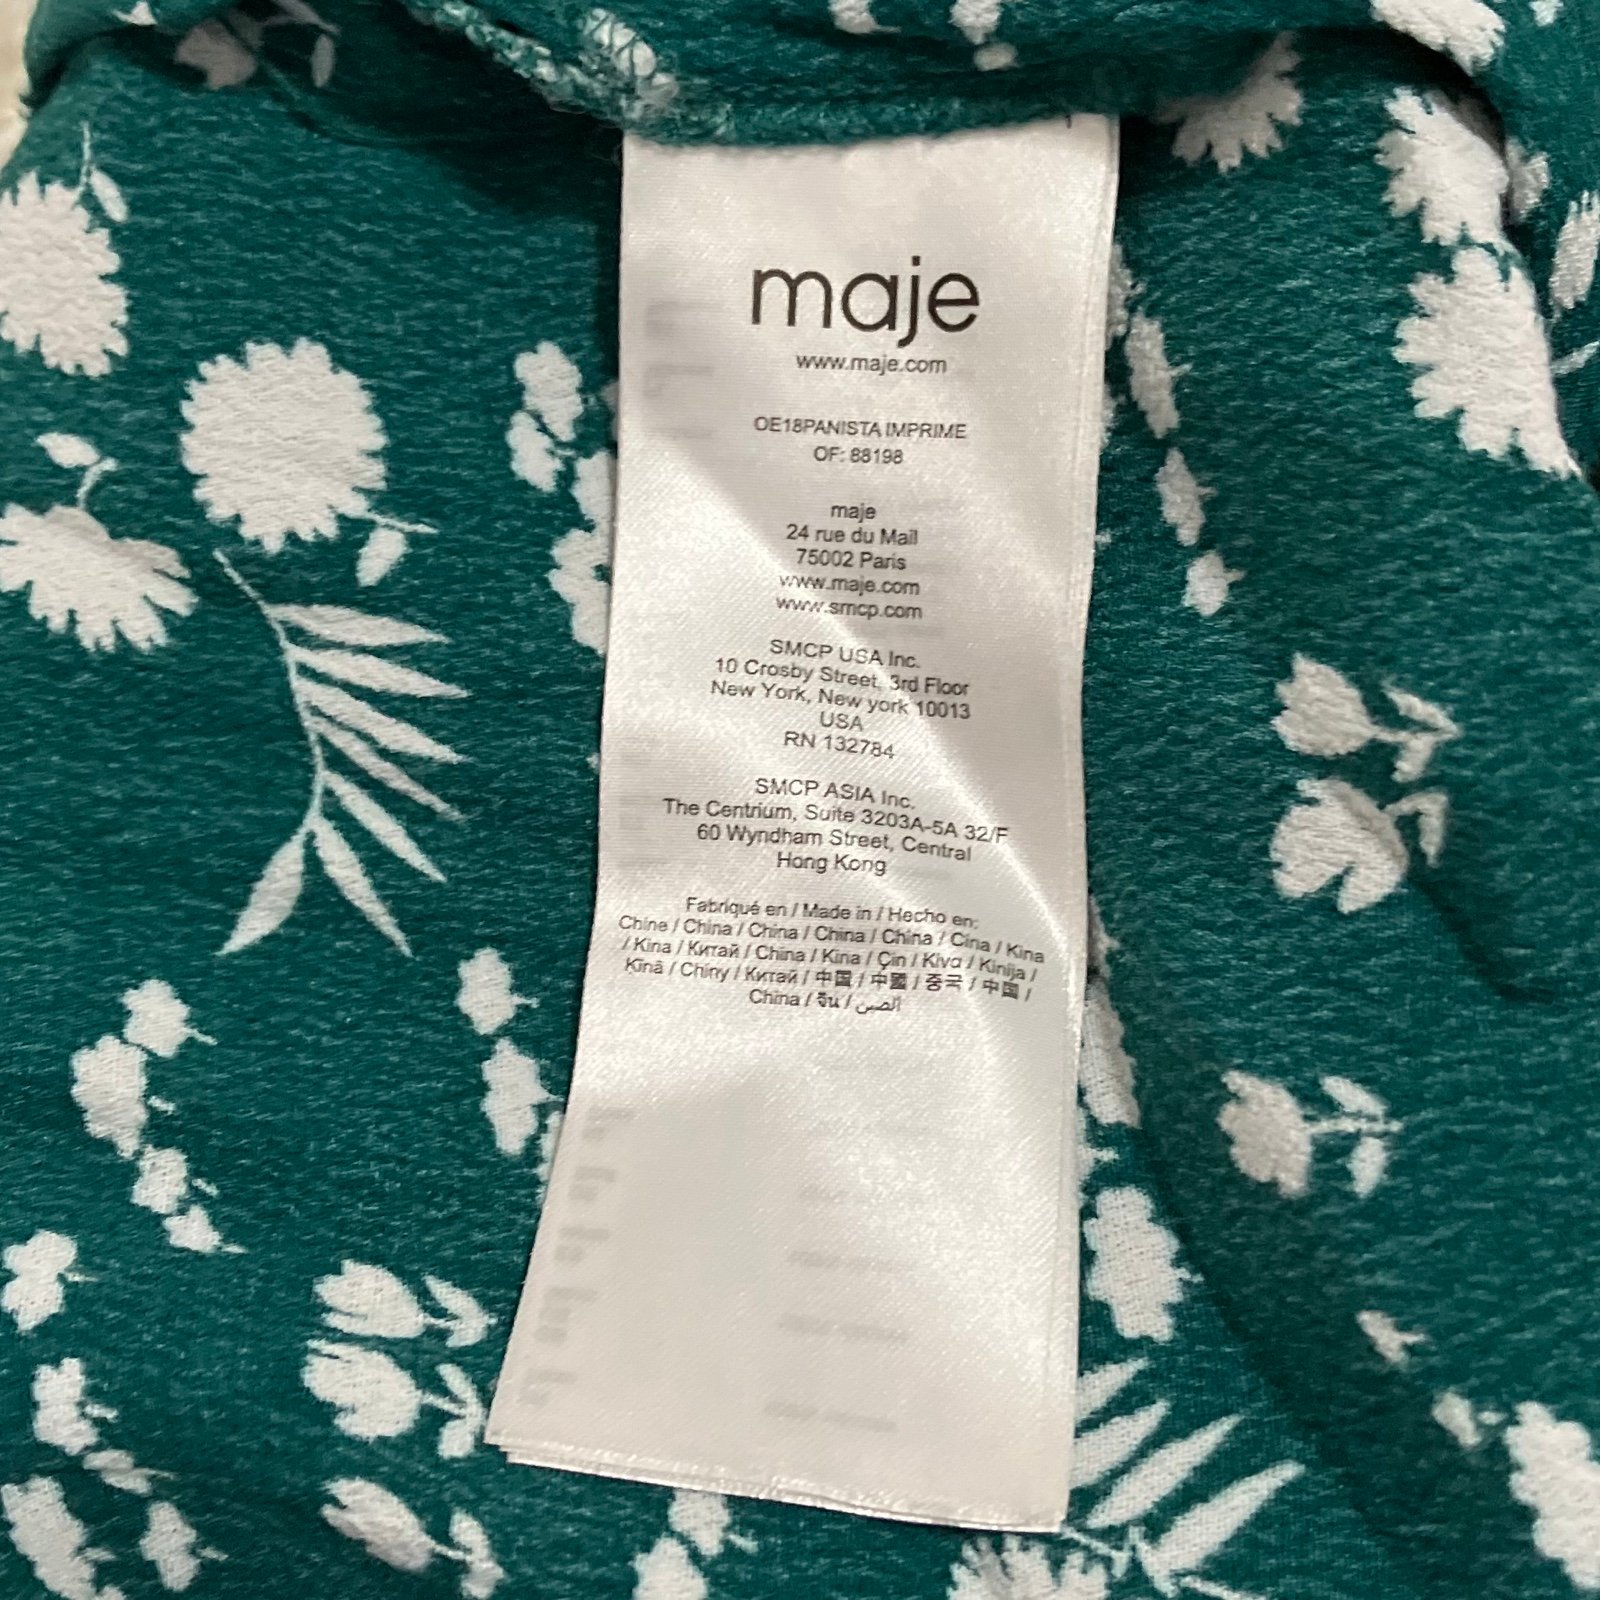 maje
www.maje.com
OE18PANISTA IMPRIME
OF: 88198
maje
24 rue du Mail
75002 Paris
www.maje.com
www.smcp.com
SMCP USA Inc.
10 Crosby Street, 3rd Floor
New York, New york 10013
USA
RN 132784
SMCP ASIA Inc.
The Centrium, Suite 3203A-5A 32/F
60 Wyndham Street, Central
Hong Kong
Fabriqué en / Made in / Hecho en:
Chine / China / China / China / China / Cina / Kina
/ Kina / Китай / China / Kina / Çin / Κίνα / Kinija /
Kīnā / Chiny / Китай / 中国 / 中國 / 중국 / 中国 /
China / จีน / الصين